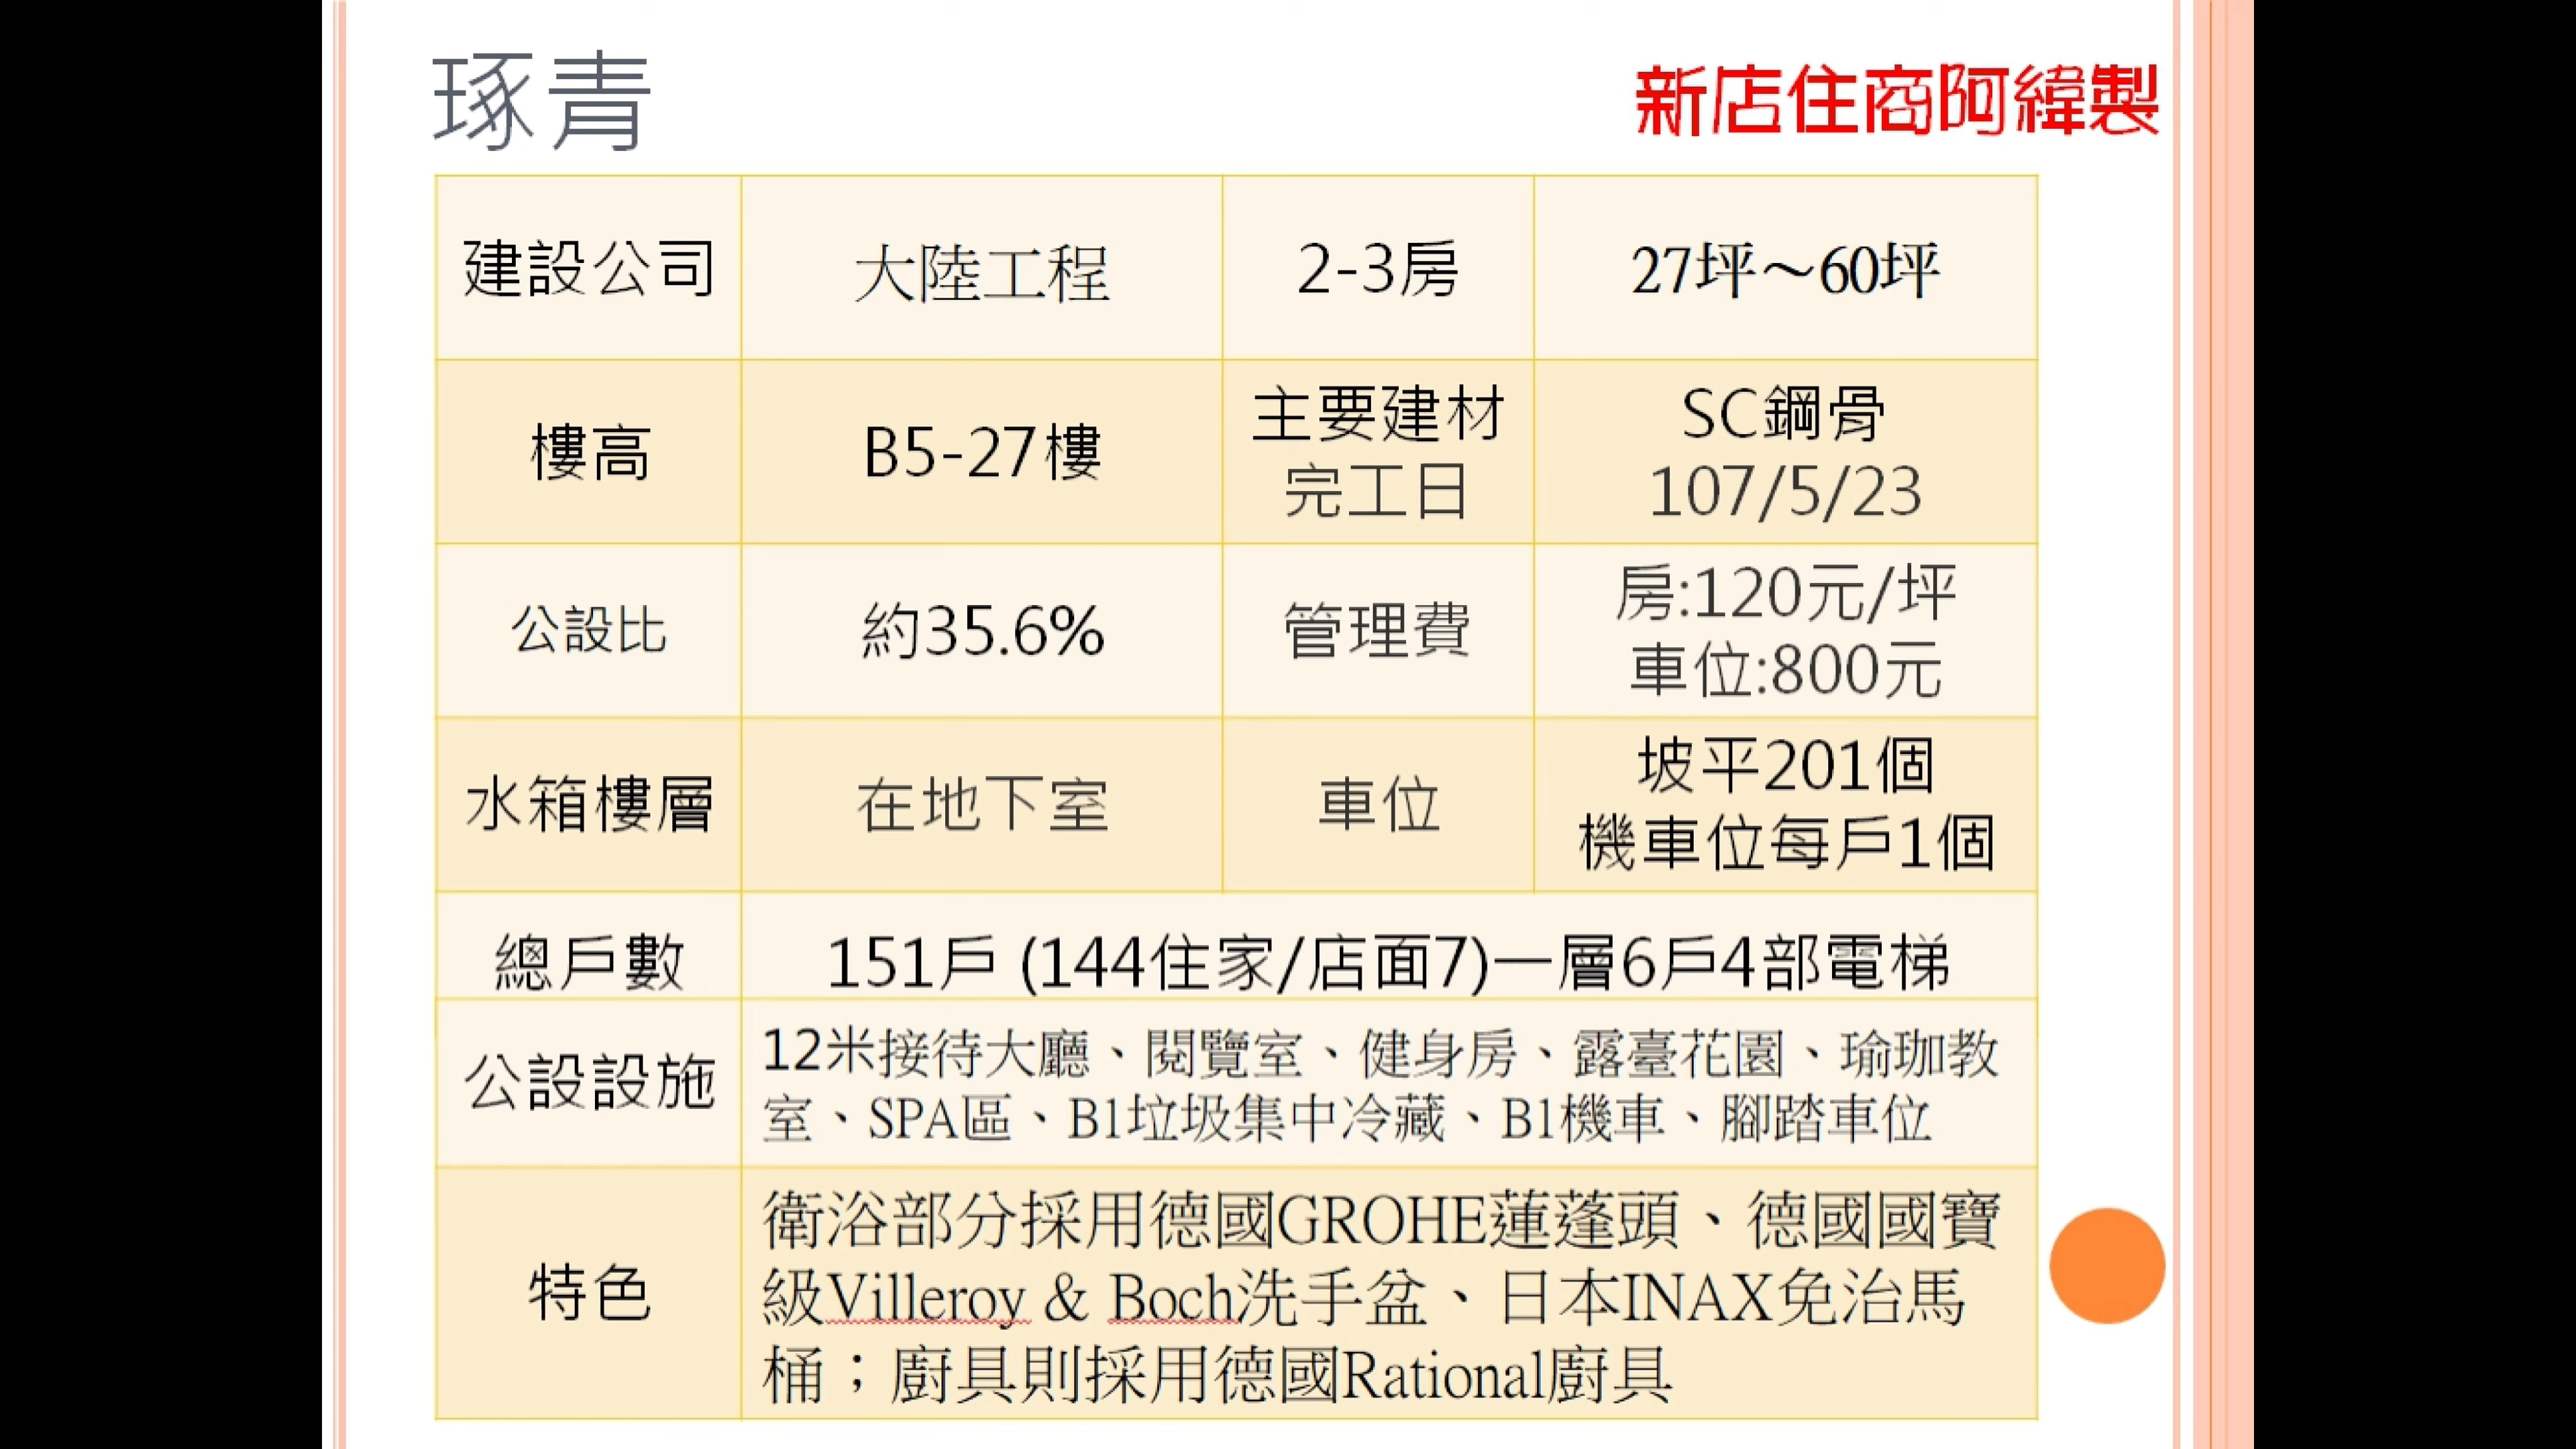 琢青
新店住商阿緯製
建設公司
大陸工程
2-3房
27坪～60坪
樓高
B5-27樓
主要建材
完工日
SC鋼骨
107/5/23
公設比
約35.6%
管理費
房:120元/坪
車位:800元
水箱樓層
在地下室
車位
坡平201個
機車位每戶1個
總戶數
151戶 (144住家/店面7)一層6戶4部電梯
公設設施
12米接待大廳、閱覽室、健身房、露臺花園、瑜珈教
室、SPA區、B1垃圾集中冷藏、B1機車、腳踏車位
特色
衛浴部分採用德國GROHE蓮蓬頭、德國國寶
級Villeroy & Boch洗手盆、日本INAX免治馬
桶；廚具則採用德國Rational廚具